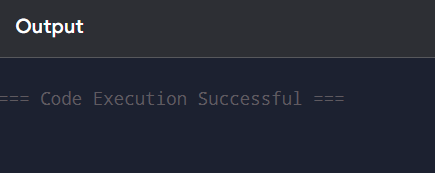 Output
=== Code Execution Successful ===